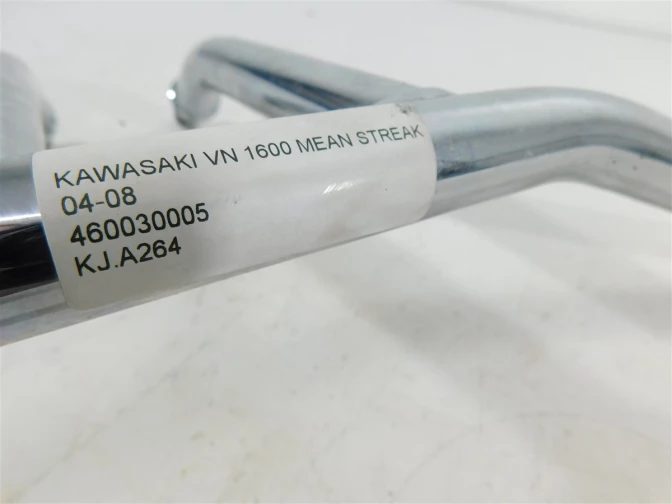 KAWASAKI VN 1600 MEAN STREAK
04-08
460030005
KJ.A264